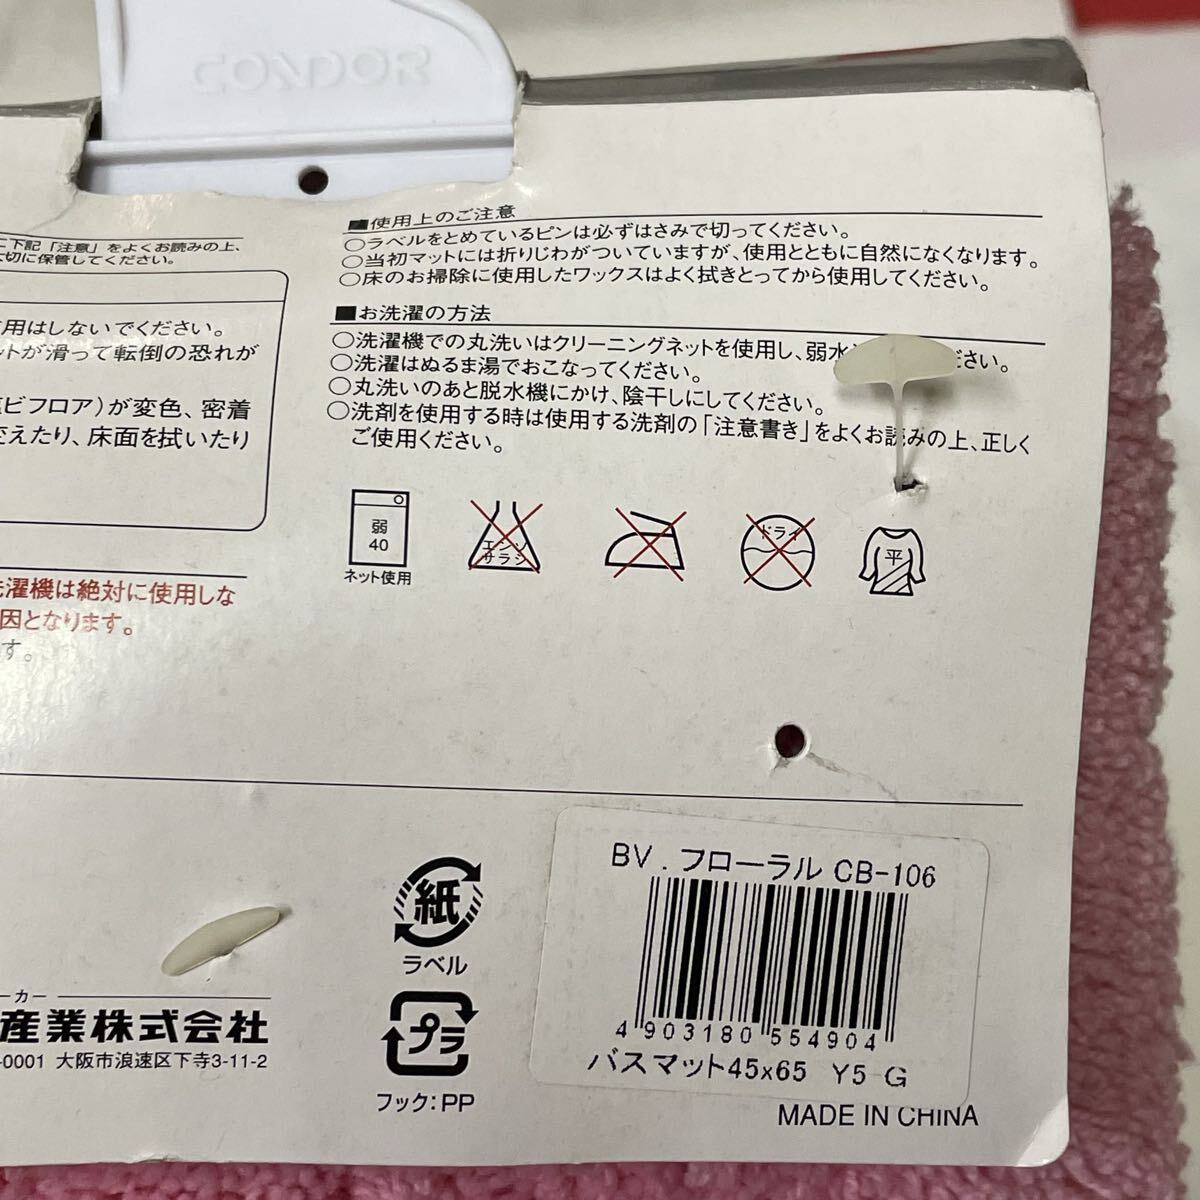 CONDOR
に下記「注意」をよくお読みの上、
大切に保管してください。
用はしないでください。
ットが滑って転倒の恐れが
ビフロア）が変色、密着
変えたり、床面を拭いたり
洗濯機は絶対に使用しな
因となります。
す。
■使用上のご注意
○ラベルをとめているピンは必ずはさみで切ってください。
○当初マットには折りじわがついていますが、使用とともに自然になくなります。
○床のお掃除に使用したワックスはよく拭きとってから使用してください。
■お洗濯の方法
○洗濯機での丸洗いはクリーニングネットを使用し、弱水 ださい。
○洗濯はぬるま湯でおこなってください。
○丸洗いのあと脱水機にかけ、陰干しにしてください。
○洗剤を使用する時は使用する洗剤の「注意書き」をよくお読みの上、正しく
ご使用ください。
弱
40
ネット使用
エンソ
サラシ
ドライ
平
紙
ラベル
プラ
フック：PP
ーカー
産業株式会社
-0001 大阪市浪速区下寺3-11-2
BV．フローラル CB-106
4 903180 554904
バスマット45x65 Y5 G
MADE IN CHINA